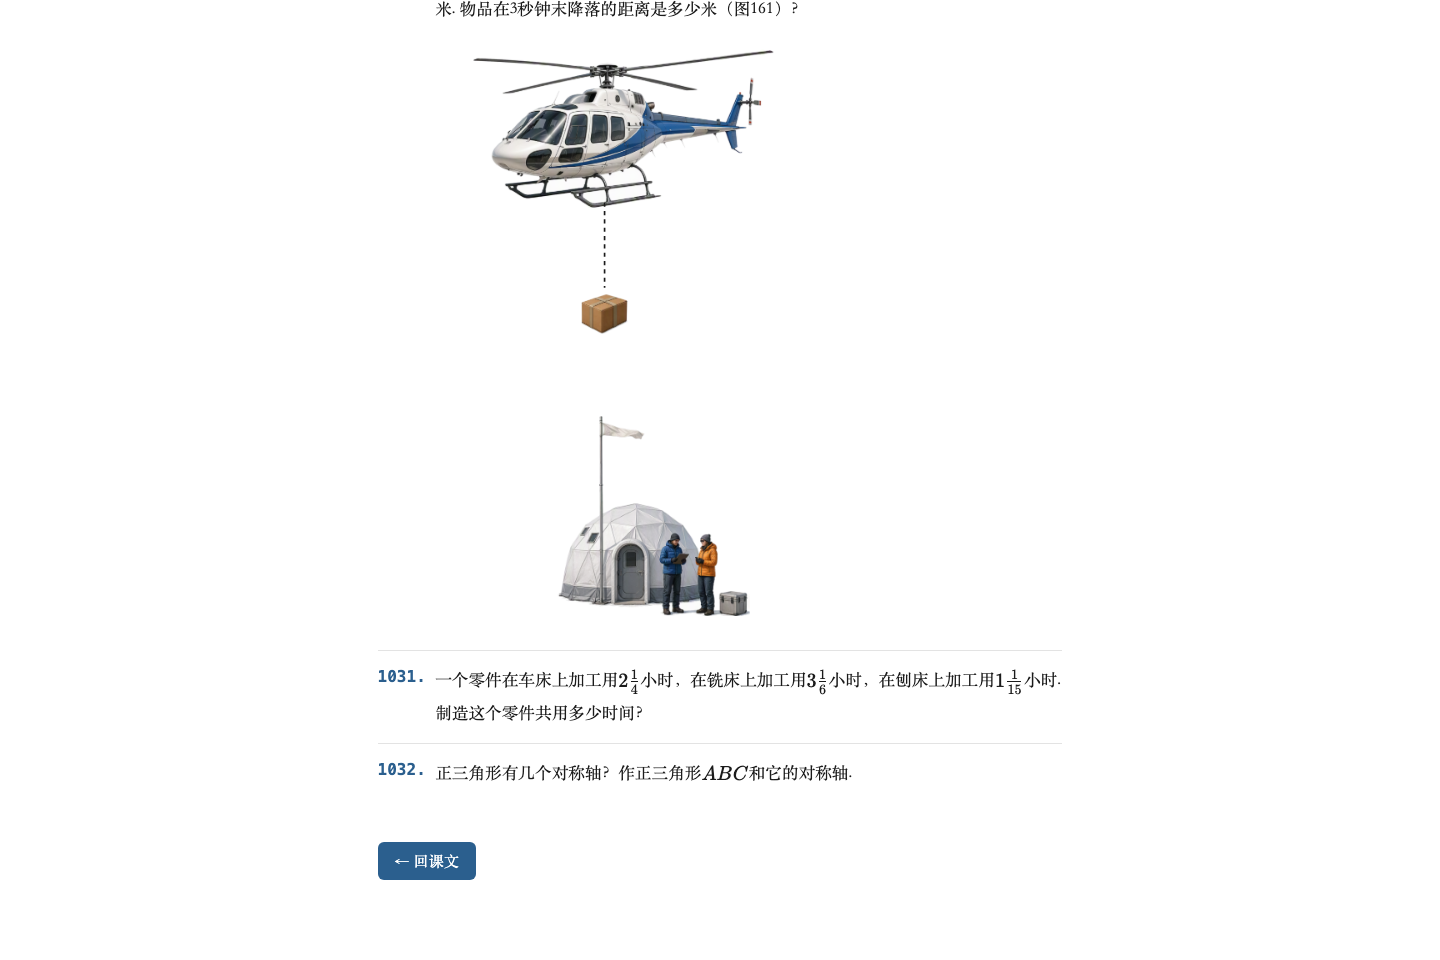 米. 物品在3秒钟末降落的距离是多少米（图161）?
1031. 一个零件在车床上加工用2 1/4 小时，在铣床上加工用3 1/6 小时，在刨床上加工用1 1/15 小时.
制造这个零件共用多少时间?
1032. 正三角形有几个对称轴? 作正三角形ABC和它的对称轴.
← 回课文